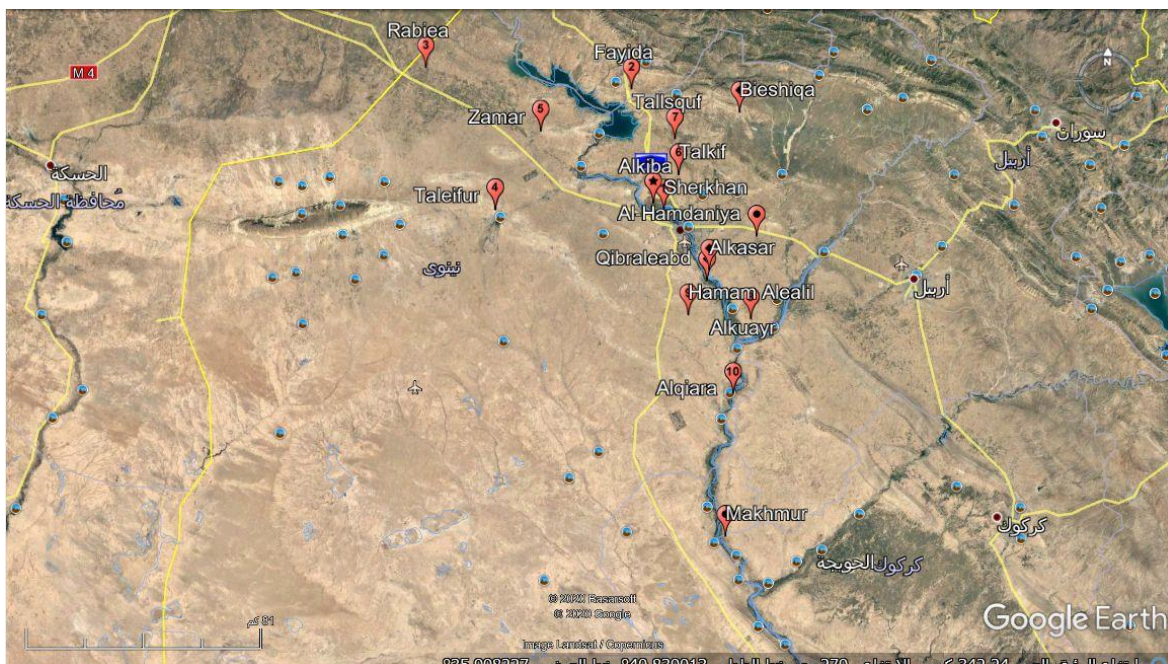 Rabiea
3
Fayida
2
M 4
Bieshiqa
Zamar
5
Tallsquf
7
سوران
أربيل
6
Talkif
الحسكة
محافظة الحسكة
Alkiba
Taleifur
4
Sherkhan
Al-Hamdaniya
Alkasar
Qibraleabd
نينوى
أربيل
Hamam Alealil
Alkuayr
Alqiara
10
Makhmur
كركوك
الحويجة
كركوك
© 2020 Basarsoft
© 2020 Google
81 كم
Image Landsat / Copernicus
Google Earth
N